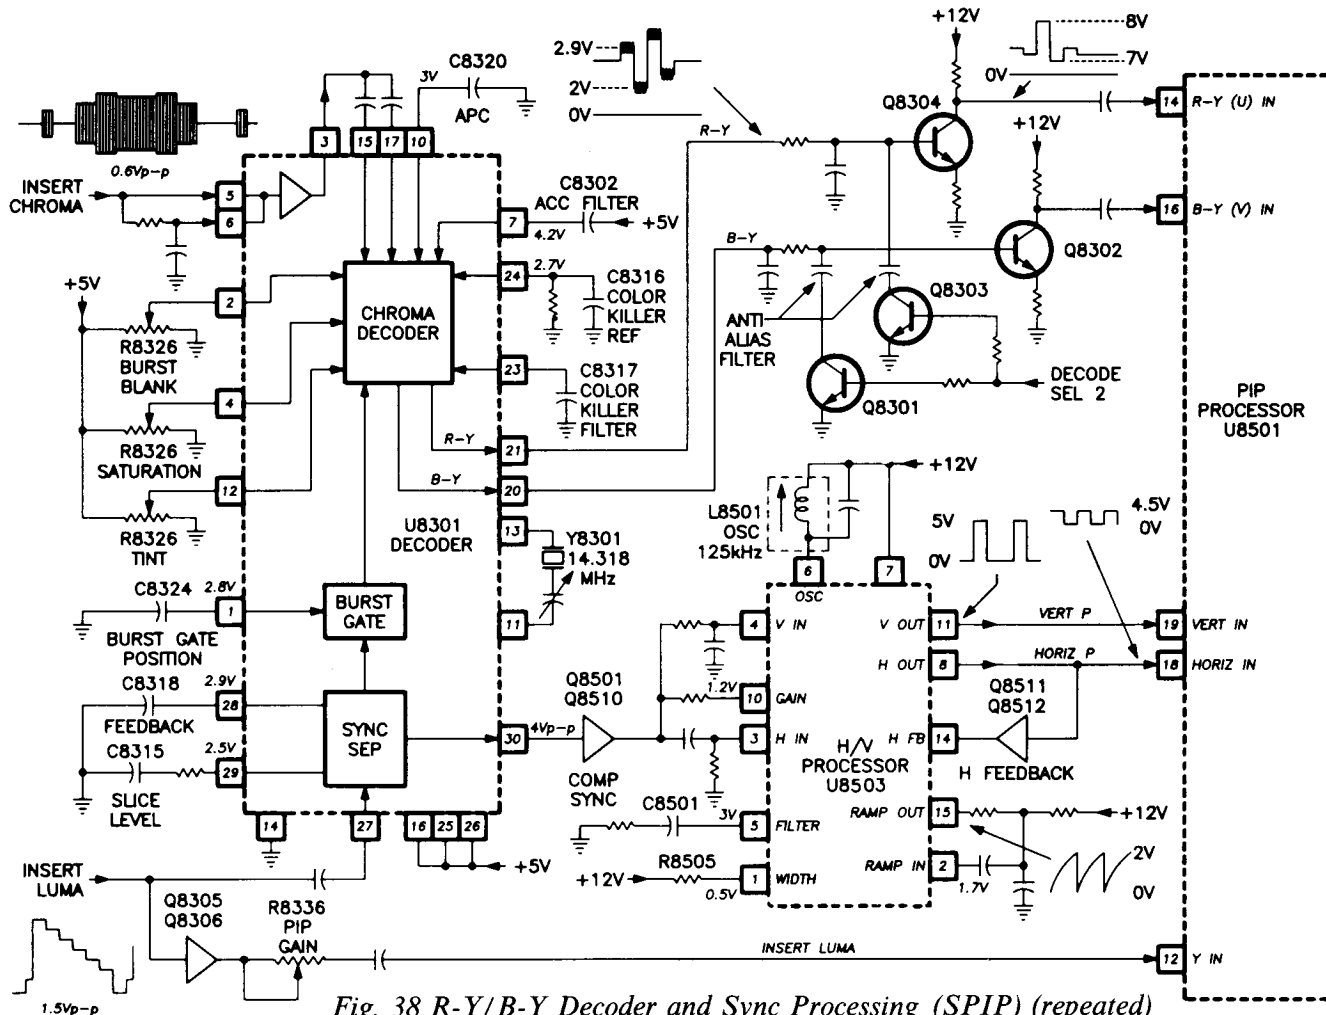 +12V
8V
7V
0V
2.9V
2V
0V
C8320
3V
APC
0.6Vp-p
INSERT
CHROMA
3
15
17
10
5
6
R-Y
Q8304
+12V
14
R-Y (U) IN
C8302
ACC FILTER
7
4.2V
+5V
16
B-Y (V) IN
B-Y
Q8302
24
2.7V
C8316
COLOR
KILLER
REF
+5V
2
R8326
BURST
BLANK
CHROMA
DECODER
ANTI
ALIAS
FILTER
Q8303
23
C8317
COLOR
KILLER
FILTER
Q8301
DECODE
SEL 2
PIP
PROCESSOR
U8501
4
R8326
SATURATION
R-Y
21
B-Y
20
12
R8326
TINT
U8301
DECODER
13
Y8301
14.318
MHz
11
+12V
L8501
OSC
125kHz
6
OSC
7
5V
0V
4.5V
0V
C8324
2.8V
1
BURST GATE
POSITION
BURST
GATE
4
V IN
V OUT
11
VERT P
19
VERT IN
H OUT
8
HORIZ P
18
HORIZ IN
C8318
2.9V
28
FEEDBACK
C8315
2.5V
29
SLICE
LEVEL
SYNC
SEP
30
4Vp-p
Q8501
Q8510
COMP
SYNC
1.2V
10
GAIN
3
H IN
H/V
PROCESSOR
U8503
H FB
14
Q8511
Q8512
H FEEDBACK
C8501
3V
5
FILTER
RAMP OUT
15
+12V
R8505
+12V
0.5V
1
WIDTH
RAMP IN
2
1.7V
2V
0V
14
27
16
25
26
+5V
INSERT
LUMA
Q8305
Q8306
R8336
PIP
GAIN
INSERT LUMA
12
Y IN
1.5Vp-p
Fig. 38 R-Y/B-Y Decoder and Sync Processing (SPIP) (repeated)